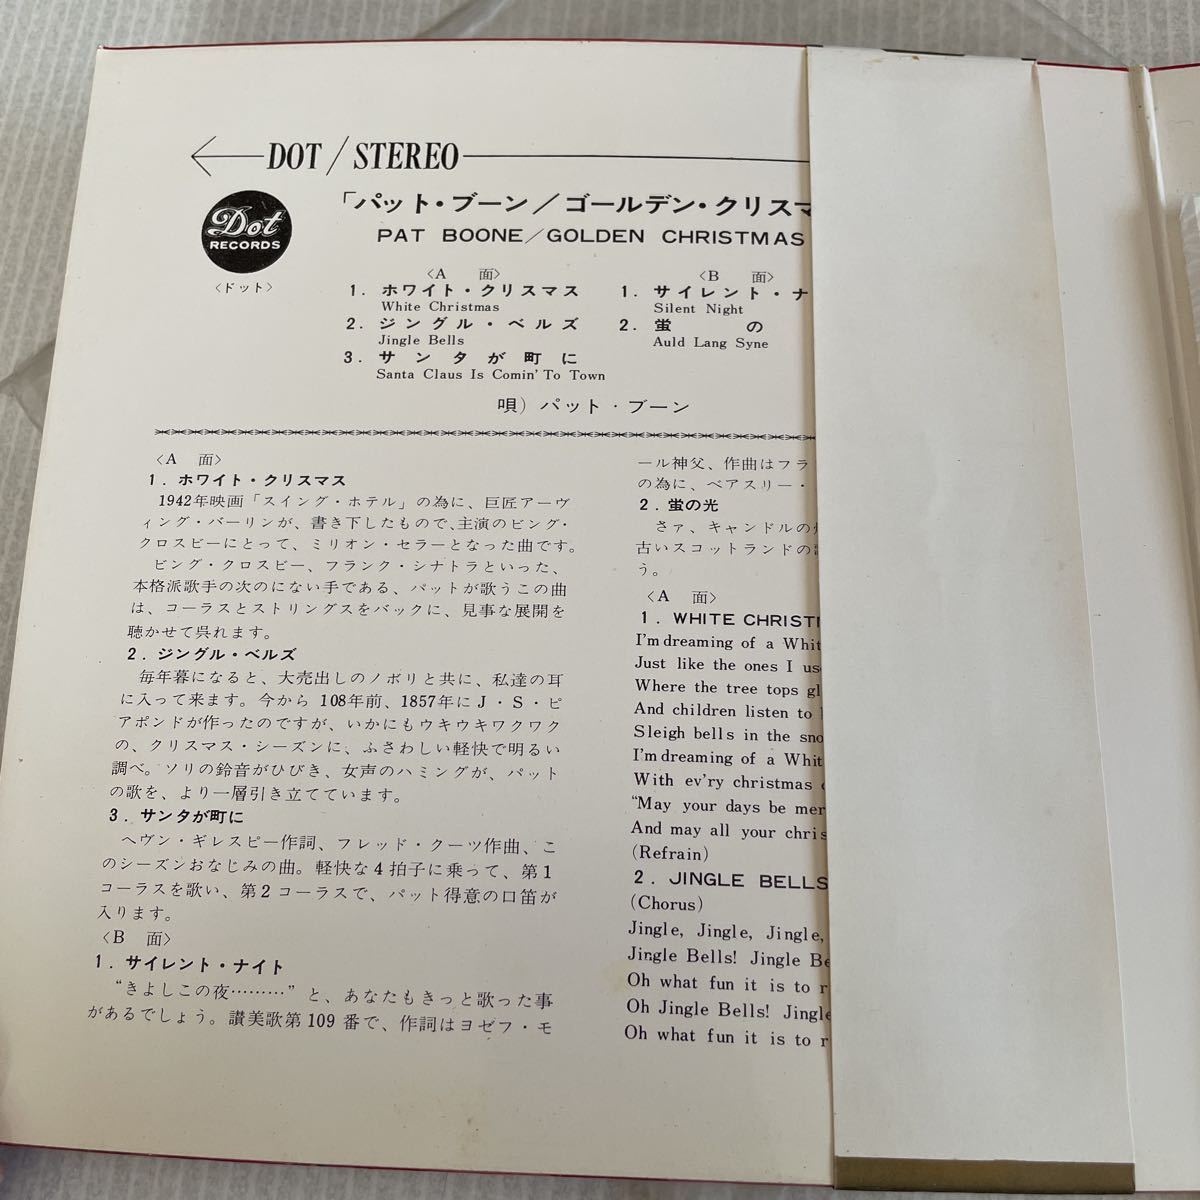 DOT / STEREO
Dot
RECORDS
〈ドット〉
「パット・ブーン／ゴールデン・クリスマ
PAT BOONE／GOLDEN CHRISTMAS
〈A 面〉
1. ホワイト・クリスマス
White Christmas
2. ジングル・ベルズ
Jingle Bells
3. サンタが町に
Santa Claus Is Comin' To Town
〈B 面〉
1. サイレント・ナ
Silent Night
2. 蛍の
Auld Lang Syne
唄）パット・ブーン
〈A 面〉
1. ホワイト・クリスマス
1942年映画「スイング・ホテル」の為に、巨匠アーヴ
ィング・バーリンが、書き下したもので、主演のビング・
クロスビーにとって、ミリオン・セラーとなった曲です。
ビング・クロスビー、フランク・シナトラといった、
本格派歌手の次のにない手である、パットが歌うこの曲
は、コーラスとストリングスをバックに、見事な展開を
聴かせて呉れます。
2. ジングル・ベルズ
毎年暮になると、大売出しのノボリと共に、私達の耳
に入って来ます。今から 108年前、1857年にJ・S・ピ
アポンドが作ったのですが、いかにもウキウキワクワク
の、クリスマス・シーズンに、ふさわしい軽快で明るい
調べ。ソリの鈴音がひびき、女声のハミングが、パット
の歌を、より一層引き立てています。
3. サンタが町に
ヘヴン・ギレスピー作詞、フレッド・クーツ作曲、こ
のシーズンおなじみの曲。軽快な4拍子に乗って、第1
コーラスを歌い、第2コーラスで、パット得意の口笛が
入ります。
〈B 面〉
1. サイレント・ナイト
“きよしこの夜………”と、あなたもきっと歌った事
があるでしょう。讃美歌第109番で、作詞はヨゼフ・モ
ール神父、作曲はフラ
の為に、ベアスリー・
2. 蛍の光
さァ、キャンドルの
古いスコットランドの
う。
〈A 面〉
1. WHITE CHRIST
I'm dreaming of a Whit
Just like the ones I us
Where the tree tops gl
And children listen to
Sleigh bells in the sno
I'm dreaming of a Whit
With ev'ry christmas
“May your days be mer
And may all your chris
(Refrain)
2. JINGLE BELLS
(Chorus)
Jingle, Jingle, Jingle,
Jingle Bells! Jingle Be
Oh what fun it is to r
Oh Jingle Bells! Jingle
Oh what fun it is to r